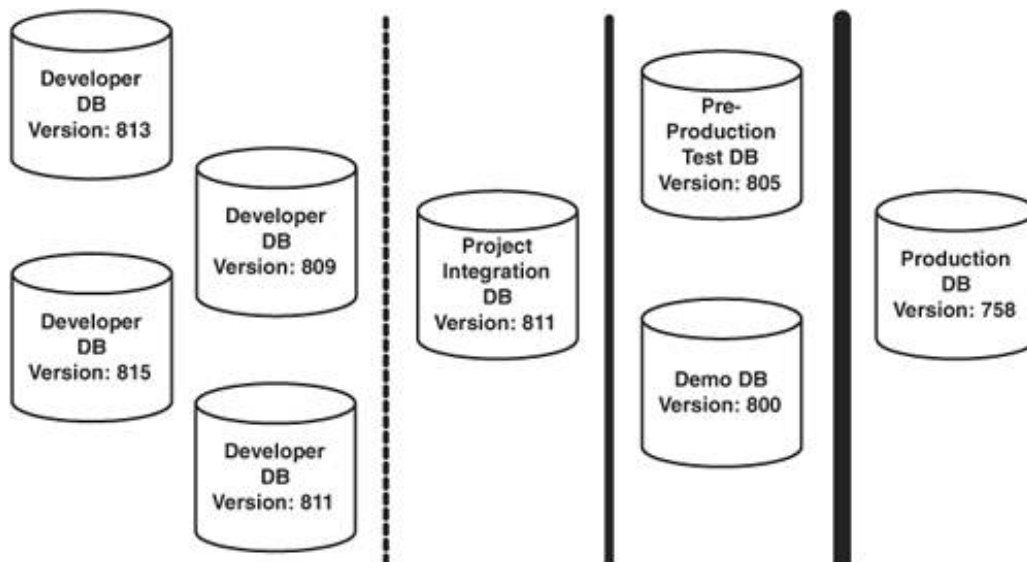 Developer
DB
Version: 813
Developer
DB
Version: 809
Developer
DB
Version: 815
Developer
DB
Version: 811
Project
Integration
DB
Version: 811
Pre-
Production
Test DB
Version: 805
Demo DB
Version: 800
Production
DB
Version: 758